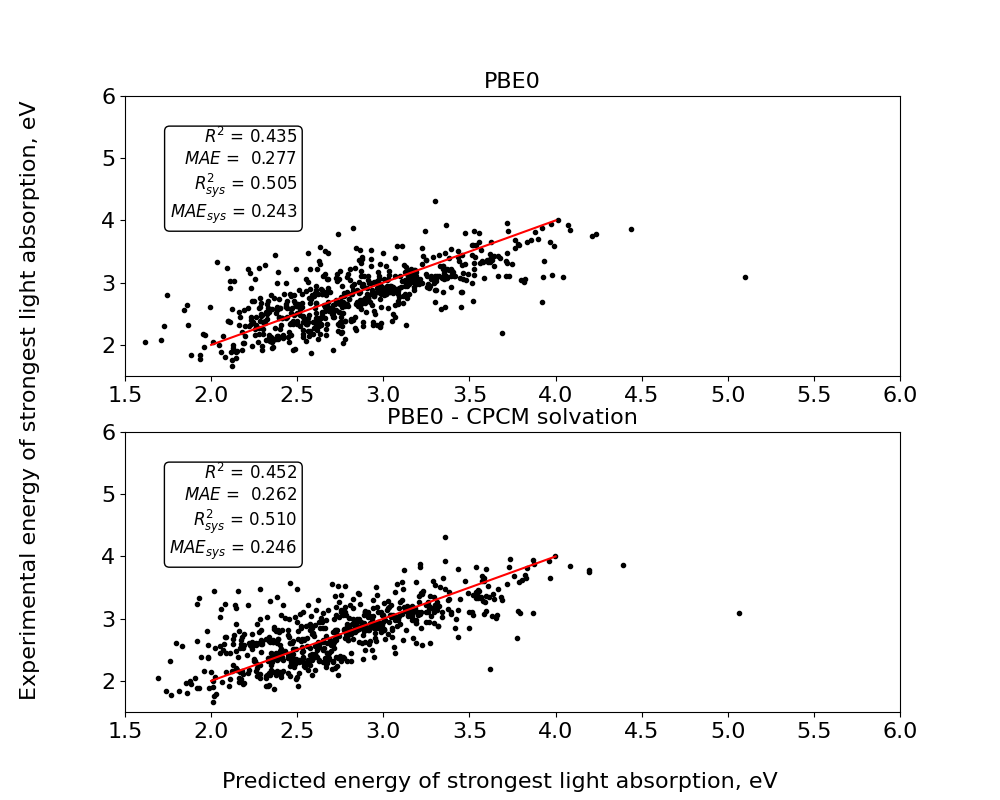 PBE0
6
5
4
3
2
R² = 0.435
MAE = 0.277
R²sys = 0.505
MAEsys = 0.243
1.5 2.0 2.5 3.0 3.5 4.0 4.5 5.0 5.5 6.0
PBE0 - CPCM solvation
6
5
4
3
2
R² = 0.452
MAE = 0.262
R²sys = 0.510
MAEsys = 0.246
1.5 2.0 2.5 3.0 3.5 4.0 4.5 5.0 5.5 6.0
Experimental energy of strongest light absorption, eV
Predicted energy of strongest light absorption, eV